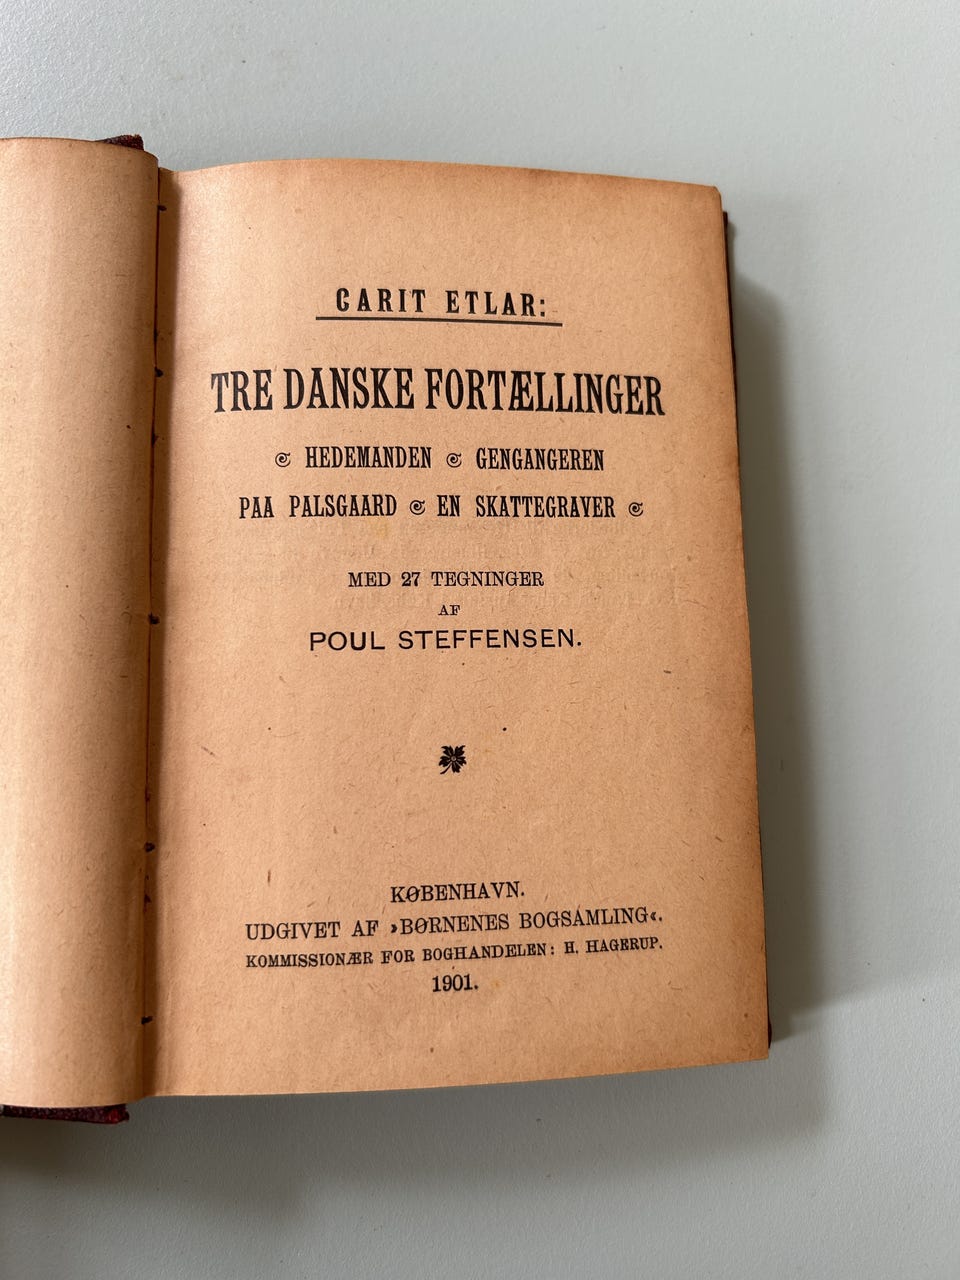 CARIT ETLAR:
TRE DANSKE FORTÆLLINGER
HEDEMANDEN GENGANGEREN
PAA PALSGAARD EN SKATTEGRAVER
MED 27 TEGNINGER
AF
POUL STEFFENSEN.
KØBENHAVN.
UDGIVET AF »BØRNENES BOGSAMLING«.
KOMMISSIONÆR FOR BOGHANDELEN: H. HAGERUP.
1901.